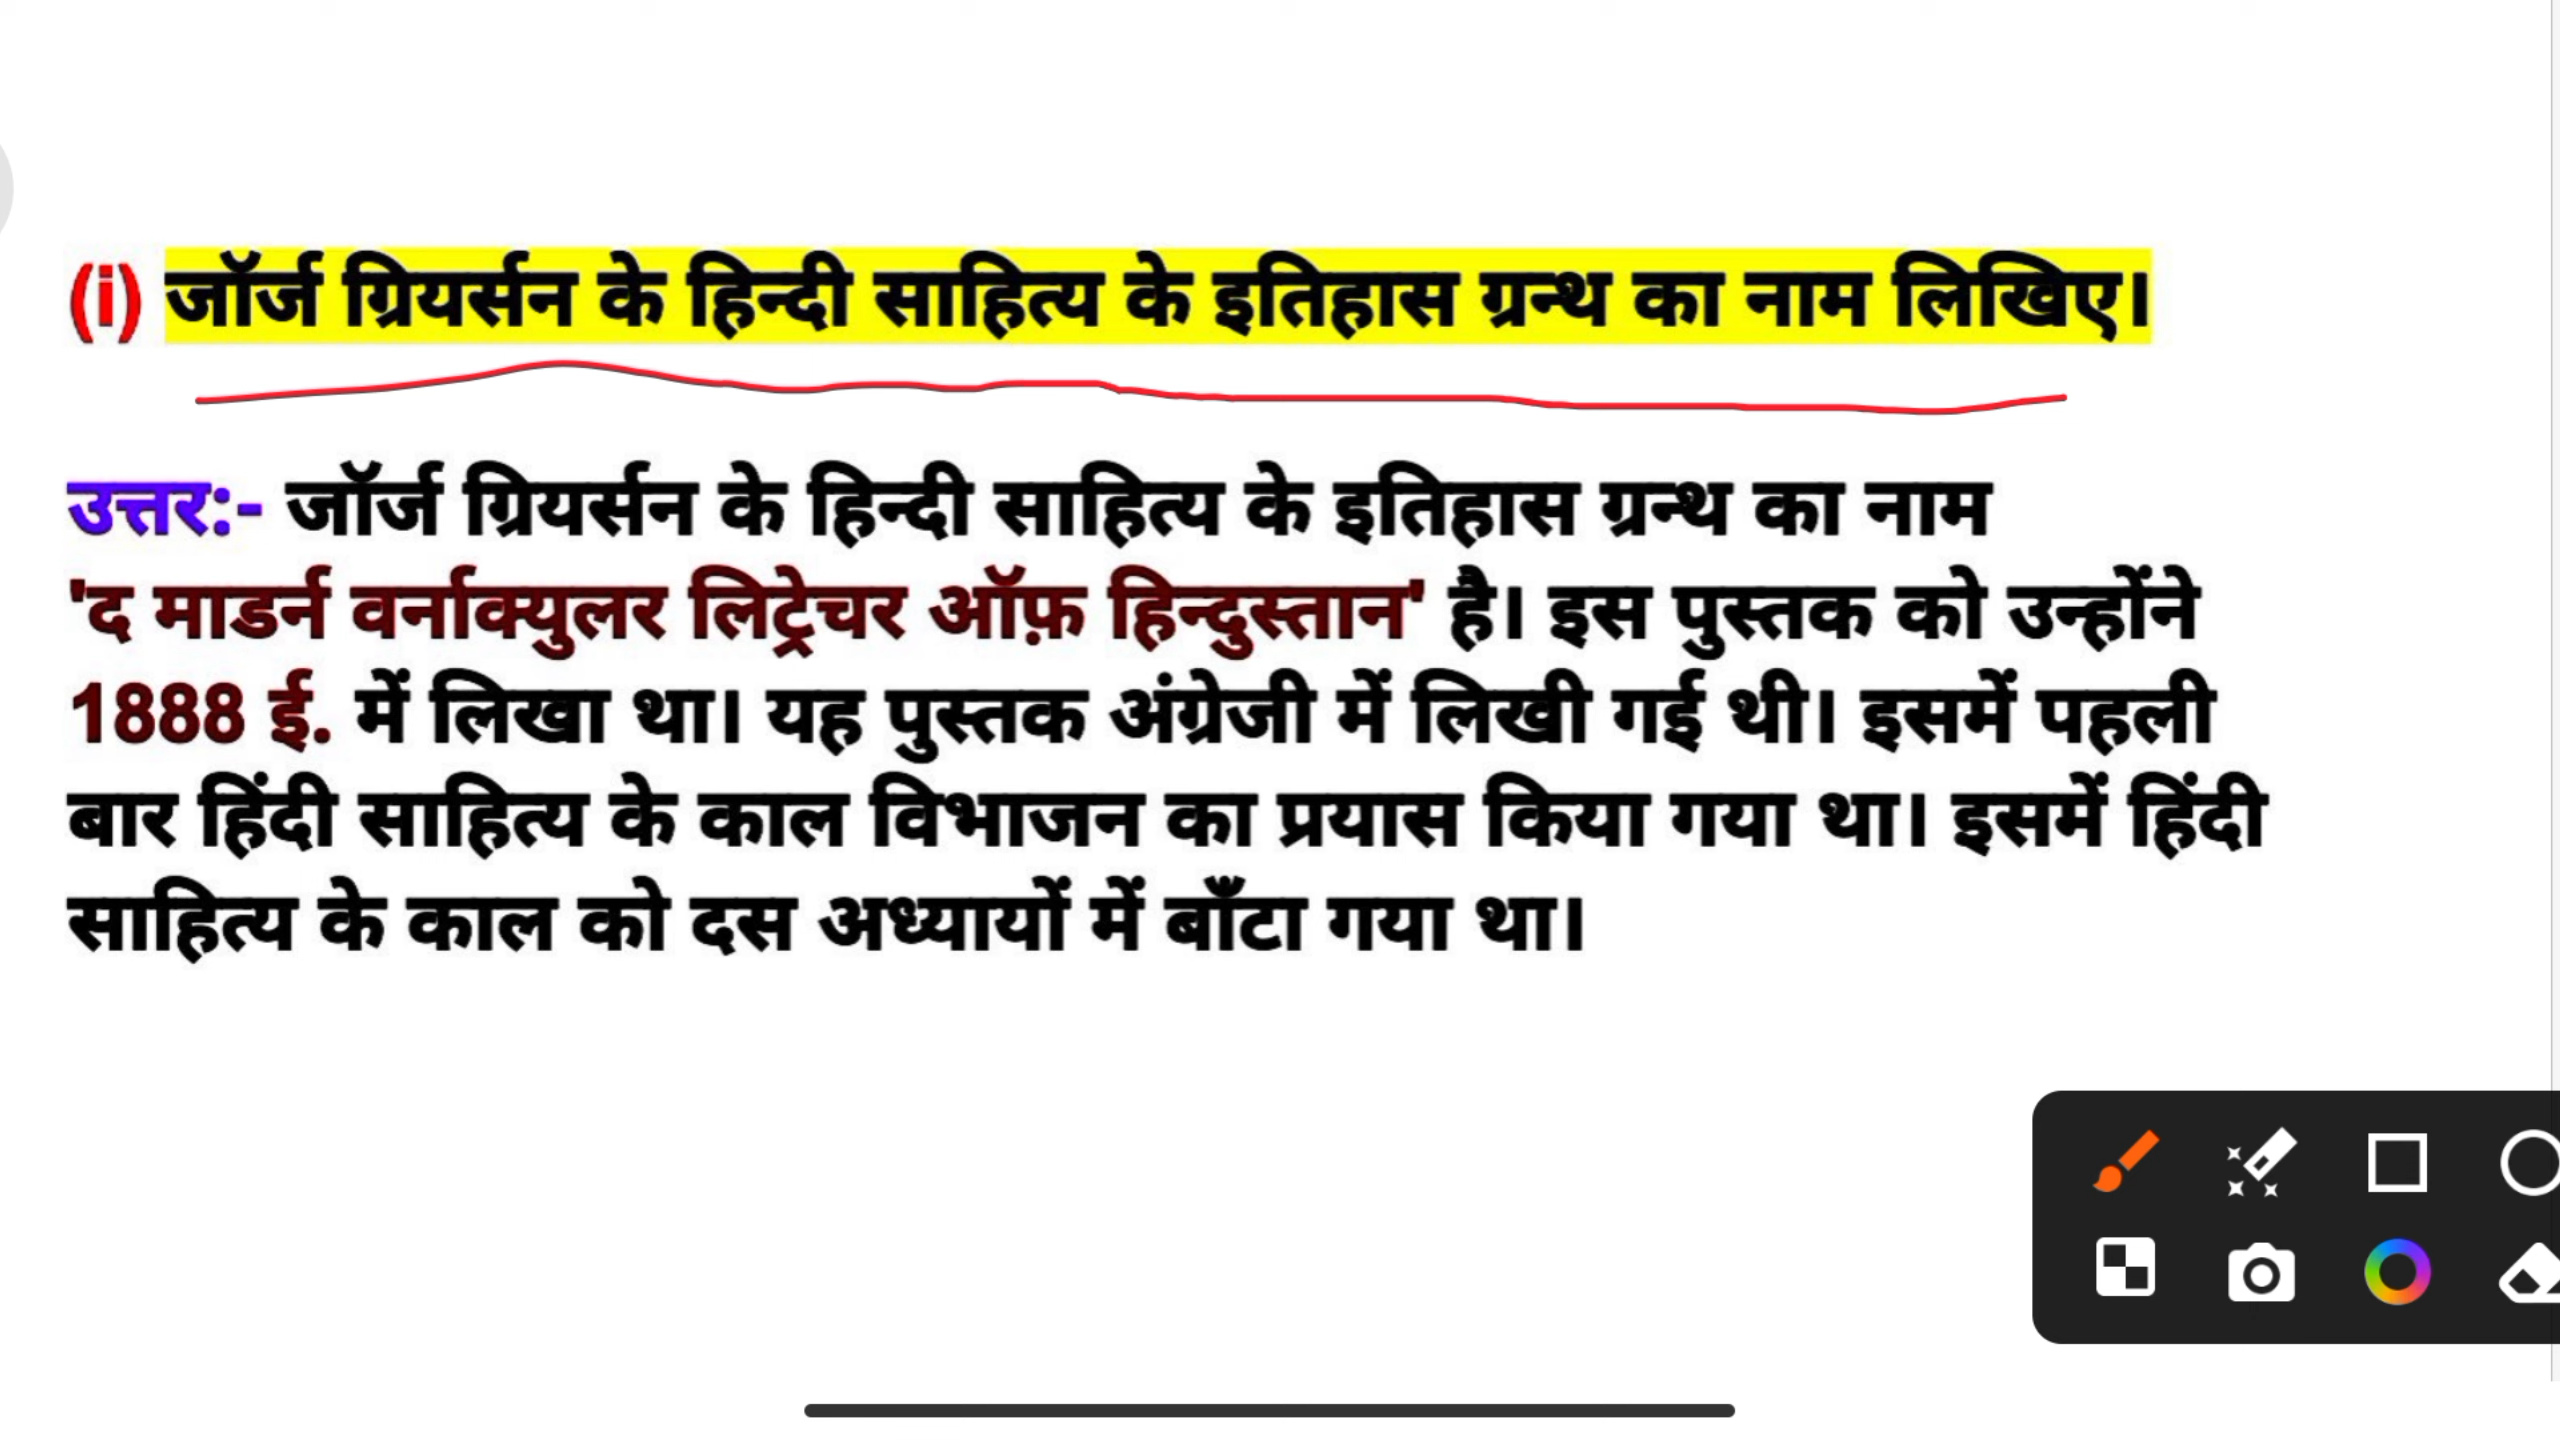 (i) जॉर्ज ग्रियर्सन के हिन्दी साहित्य के इतिहास ग्रन्थ का नाम लिखिए।
उत्तर:- जॉर्ज ग्रियर्सन के हिन्दी साहित्य के इतिहास ग्रन्थ का नाम
'द माडर्न वर्नाक्युलर लिट्रेचर ऑफ़ हिन्दुस्तान' है। इस पुस्तक को उन्होंने
1888 ई. में लिखा था। यह पुस्तक अंग्रेजी में लिखी गई थी। इसमें पहली
बार हिंदी साहित्य के काल विभाजन का प्रयास किया गया था। इसमें हिंदी
साहित्य के काल को दस अध्यायों में बाँटा गया था।